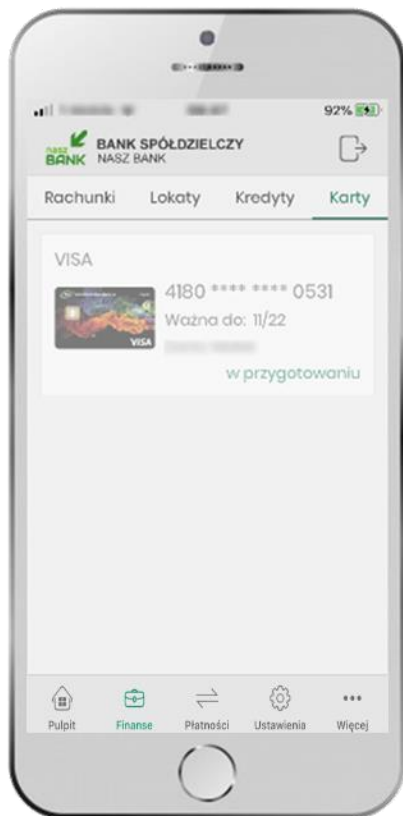 92%
nasz BANK
BANK SPÓŁDZIELCZY
NASZ BANK
Rachunki Lokaty Kredyty Karty
VISA
4180 **** **** 0531
Ważna do: 11/22
VISA
w przygotowaniu
Pulpit Finanse Płatności Ustawienia Więcej